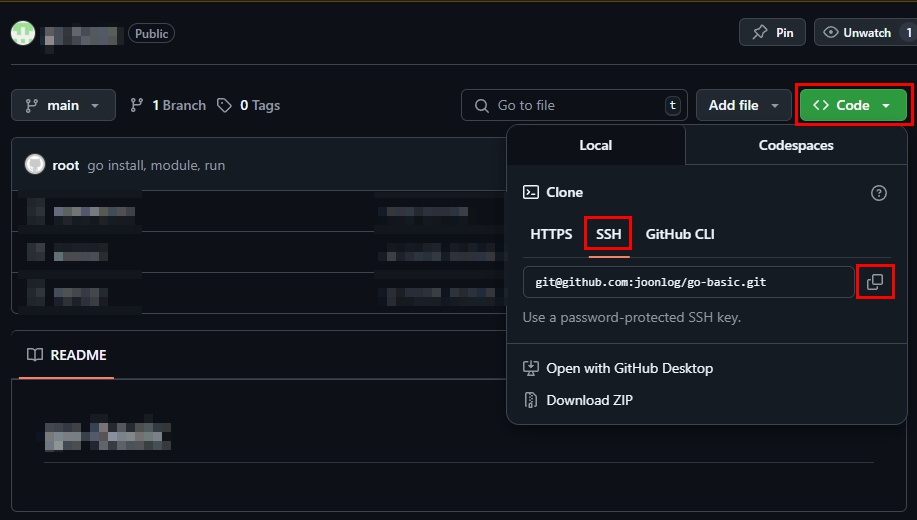 Public
Pin
Unwatch 1
main
1 Branch
0 Tags
Go to file t
Add file
<> Code
root go install, module, run
Local
Codespaces
Clone
HTTPS
SSH
GitHub CLI
git@github.com:joonlog/go-basic.git
Use a password-protected SSH key.
Open with GitHub Desktop
Download ZIP
README